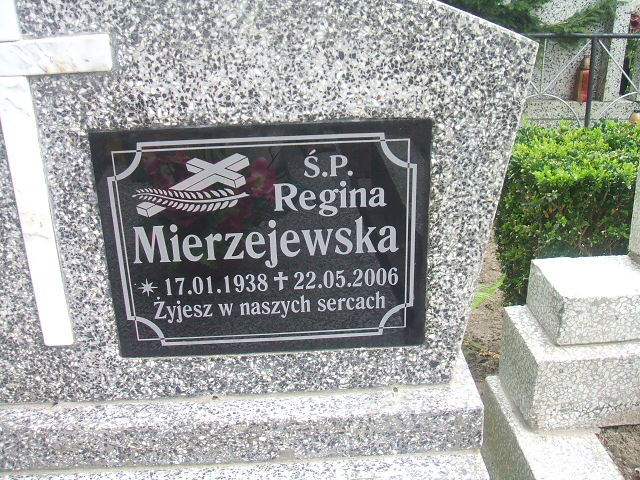 Ś.P.
Regina
Mierzejewska
* 17.01.1938 † 22.05.2006
Żyjesz w naszych sercach